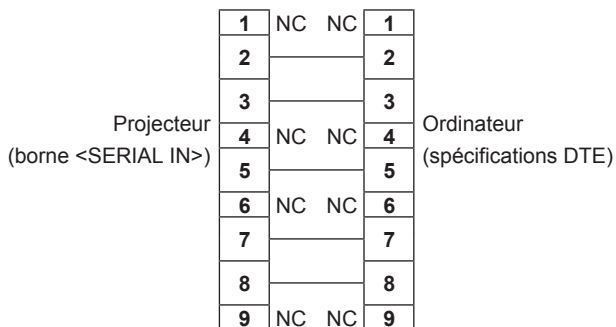 1 NC NC 1
2 2
3 3
Projecteur
(borne <SERIAL IN>)
4 NC NC 4
Ordinateur
(spécifications DTE)
5 5
6 NC NC 6
7 7
8 8
9 NC NC 9